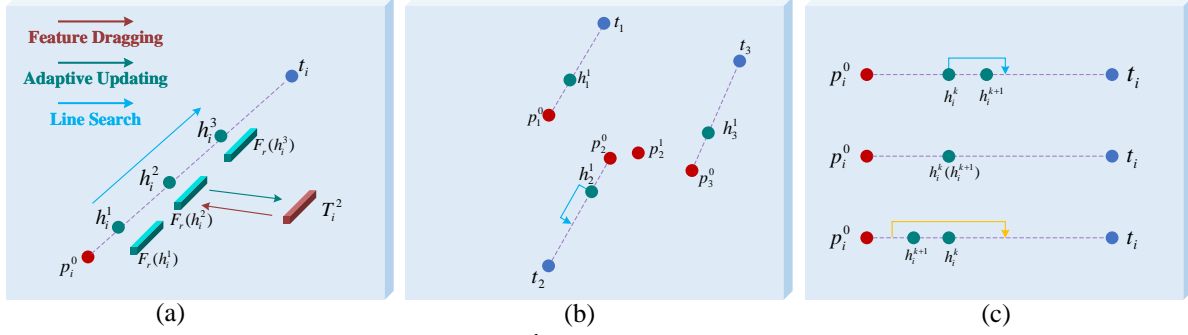 Feature Dragging
Adaptive Updating
Line Search
t_i
h_i^3
F_r(h_i^3)
h_i^2
F_r(h_i^2)
T_i^2
h_i^1
F_r(h_i^1)
p_i^0
(a)
t_1
h_1^1
p_1^0
t_3
h_3^1
p_3^0
p_2^0
p_2^1
h_2^1
t_2
(b)
p_i^0
h_i^k
h_i^{k+1}
t_i
p_i^0
h_i^k(h_i^{k+1})
t_i
p_i^0
h_i^{k+1}
h_i^k
t_i
(c)